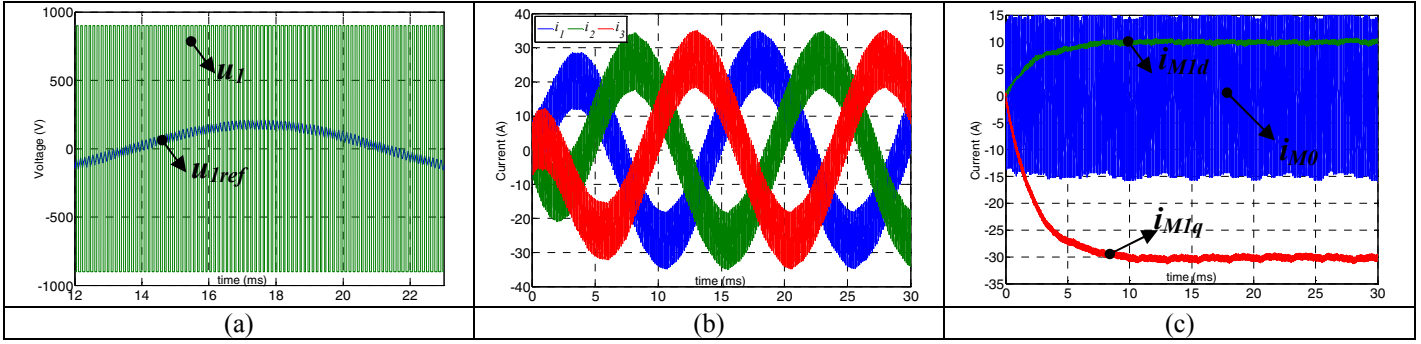 1000
500
0
-500
-1000
Voltage (V)
u1
u1ref
time (ms)
12 14 16 18 20 22
(a)
40
30
20
10
0
-10
-20
-30
-40
Current (A)
i1 i2 i3
time (ms)
0 5 10 15 20 25 30
(b)
15
10
5
0
-5
-10
-15
-20
-25
-30
-35
Current (A)
iM1d
iM0
iM1q
time (ms)
0 5 10 15 20 25 30
(c)